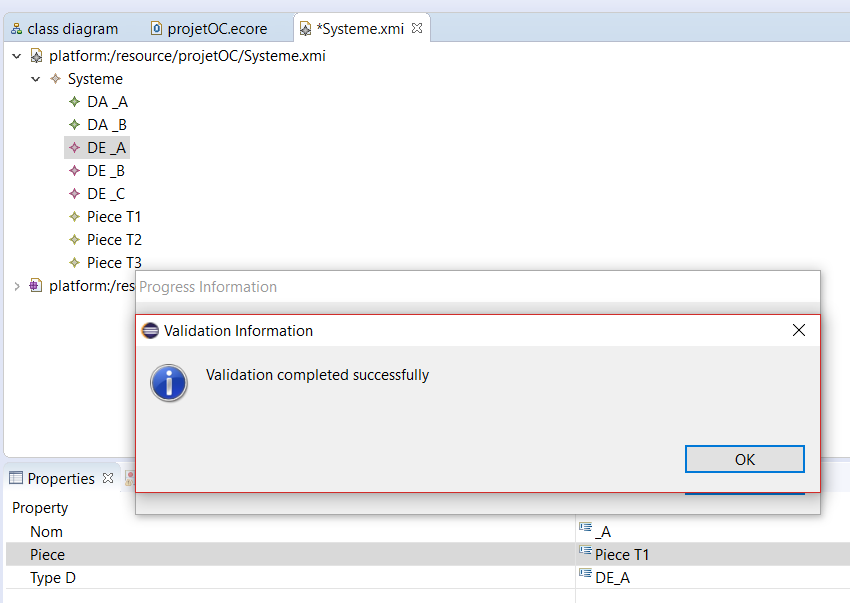 class diagram projetOC.ecore *Systeme.xmi
platform:/resource/projetOC/Systeme.xmi
Systeme
DA _A
DA _B
DE _A
DE _B
DE _C
Piece T1
Piece T2
Piece T3
platform:/res
Progress Information
Validation Information
Validation completed successfully
OK
Properties
Property
Nom _A
Piece Piece T1
Type D DE_A